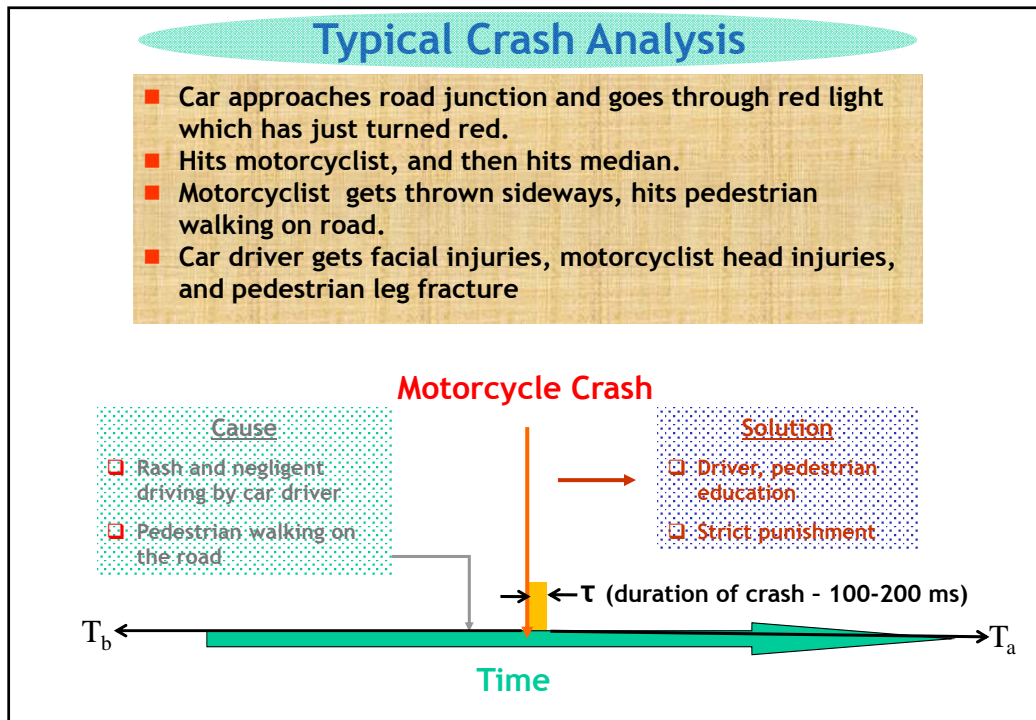 Typical Crash Analysis
Car approaches road junction and goes through red light
which has just turned red.
Hits motorcyclist, and then hits median.
Motorcyclist gets thrown sideways, hits pedestrian
walking on road.
Car driver gets facial injuries, motorcyclist head injuries,
and pedestrian leg fracture
Motorcycle Crash
Cause
Rash and negligent
driving by car driver
Pedestrian walking on
the road
Solution
Driver, pedestrian
education
Strict punishment
τ (duration of crash - 100-200 ms)
Tb
Ta
Time